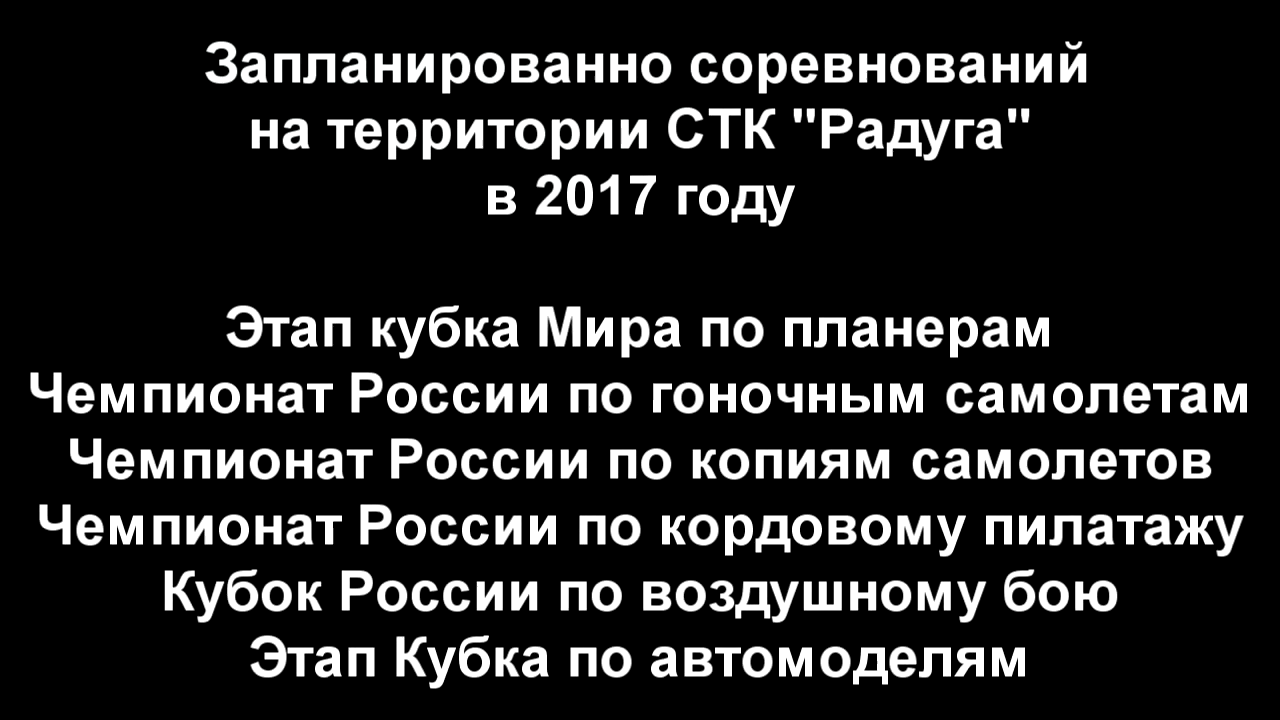 Запланированно соревнований
на территории СТК "Радуга"
в 2017 году
Этап кубка Мира по планерам
Чемпионат России по гоночным самолетам
Чемпионат России по копиям самолетов
Чемпионат России по кордовому пилатажу
Кубок России по воздушному бою
Этап Кубка по автомоделям